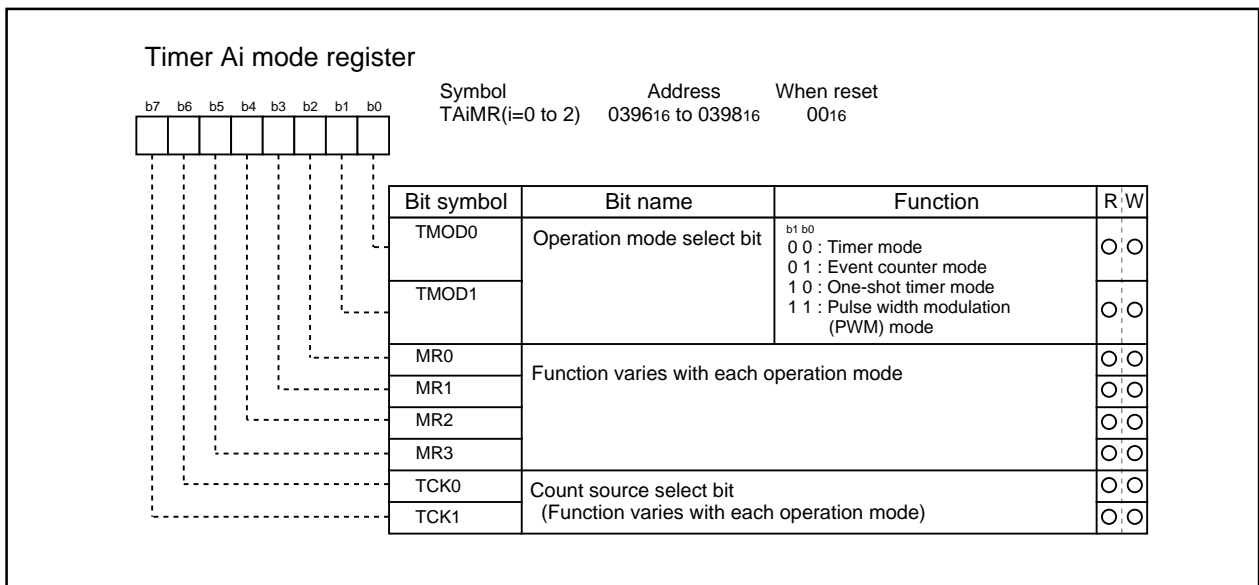 Timer Ai mode register
Symbol Address When reset
TAiMR(i=0 to 2) 039616 to 039816 0016
b7 b6 b5 b4 b3 b2 b1 b0
Bit symbol Bit name Function R W
TMOD0 Operation mode select bit b1 b0
0 0 : Timer mode
0 1 : Event counter mode
TMOD1 1 0 : One-shot timer mode
1 1 : Pulse width modulation
(PWM) mode
MR0 Function varies with each operation mode
MR1
MR2
MR3
TCK0 Count source select bit
TCK1 (Function varies with each operation mode)